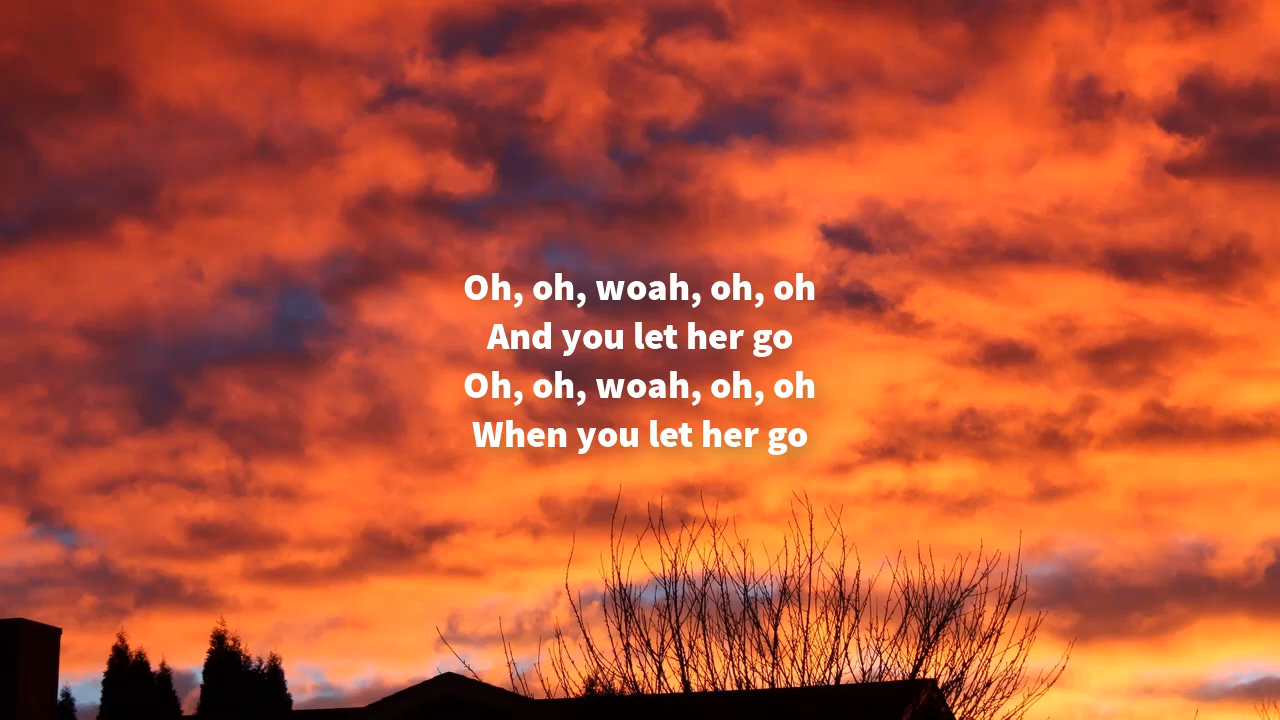 Oh, oh, woah, oh, oh
And you let her go
Oh, oh, woah, oh, oh
When you let her go